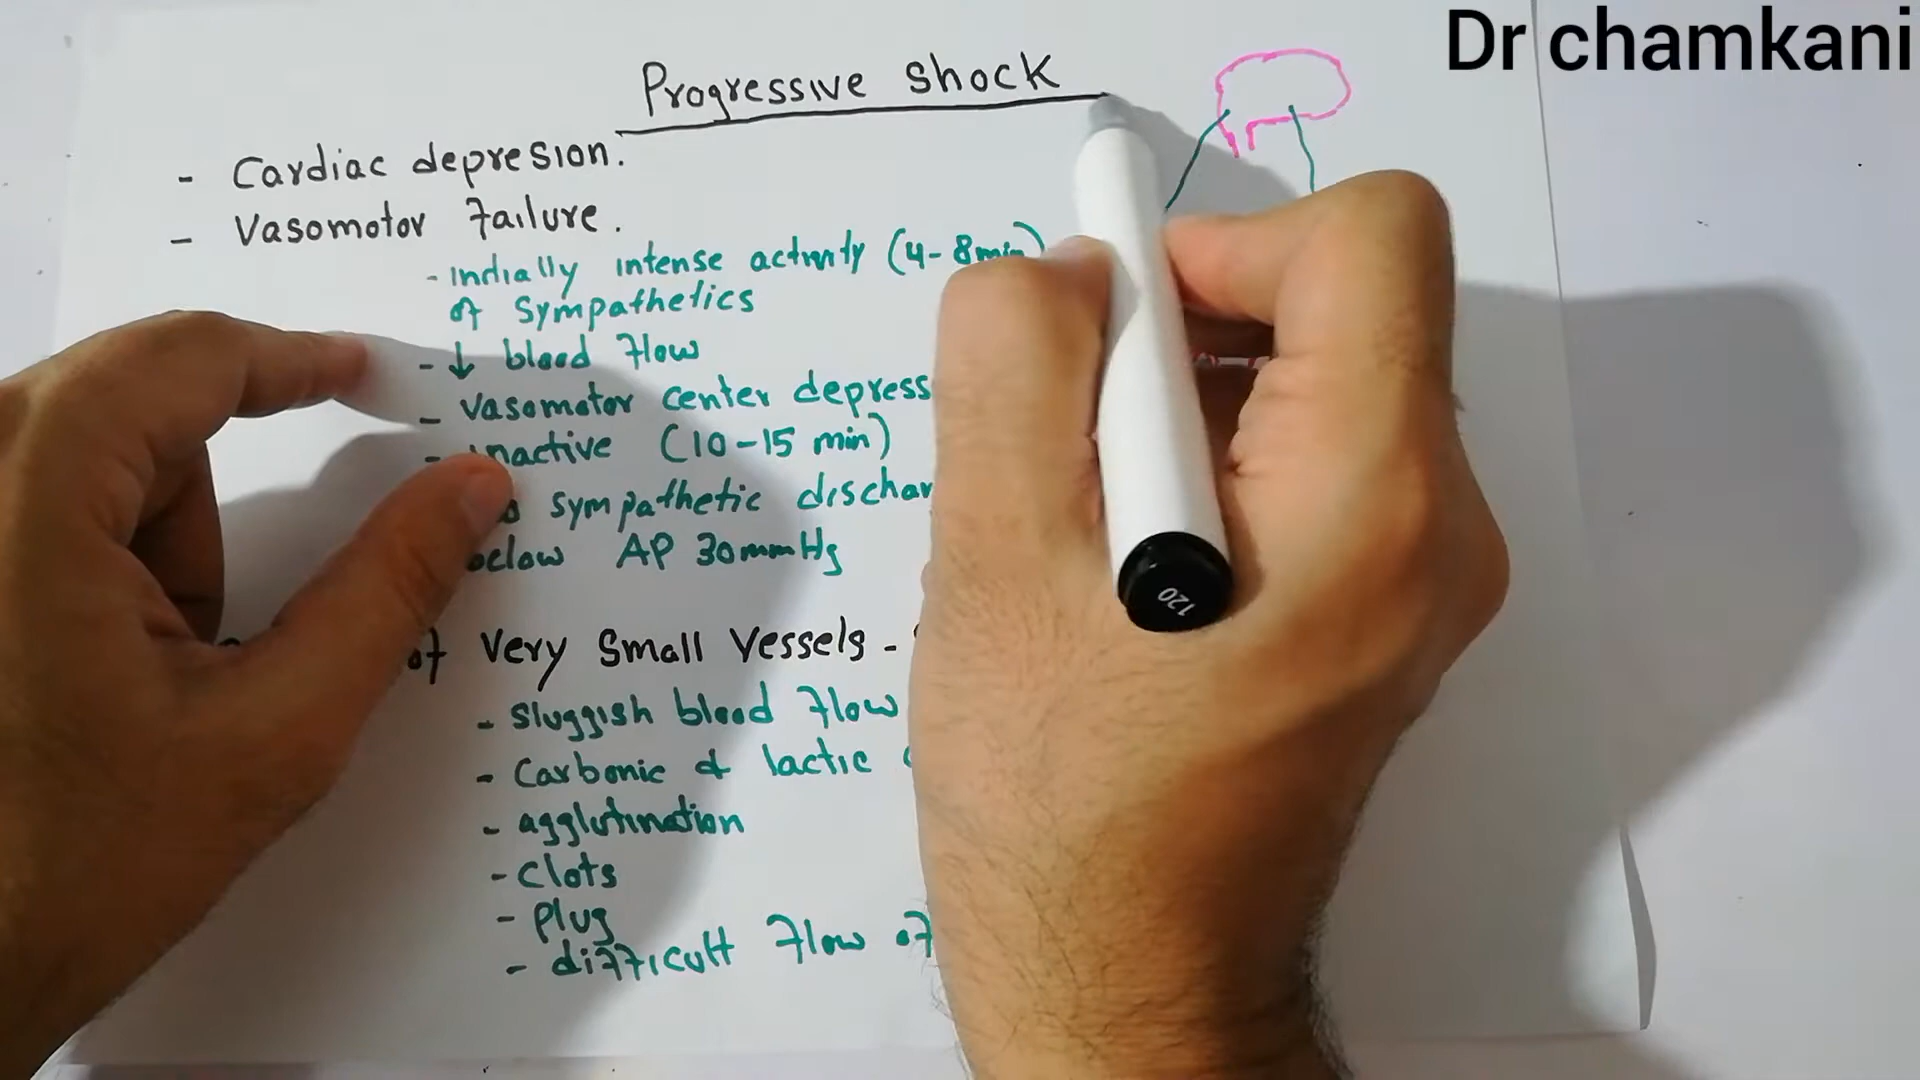 Dr chamkani
Progressive shock
- Cardiac depresion.
- Vasomotor Failure.
- Indially intense activity (4-8min)
of Sympathetics
- ↓ blood Flow
- Vasomotor center depress
- Inactive (10-15 min)
sympathetic dischar
below AP 30mmHg
of Very Small Vessels -
- Sluggish blood Flow
- Carbonic & lactic
- agglutination
- Clots
- Plug
- difficult Flow of
120